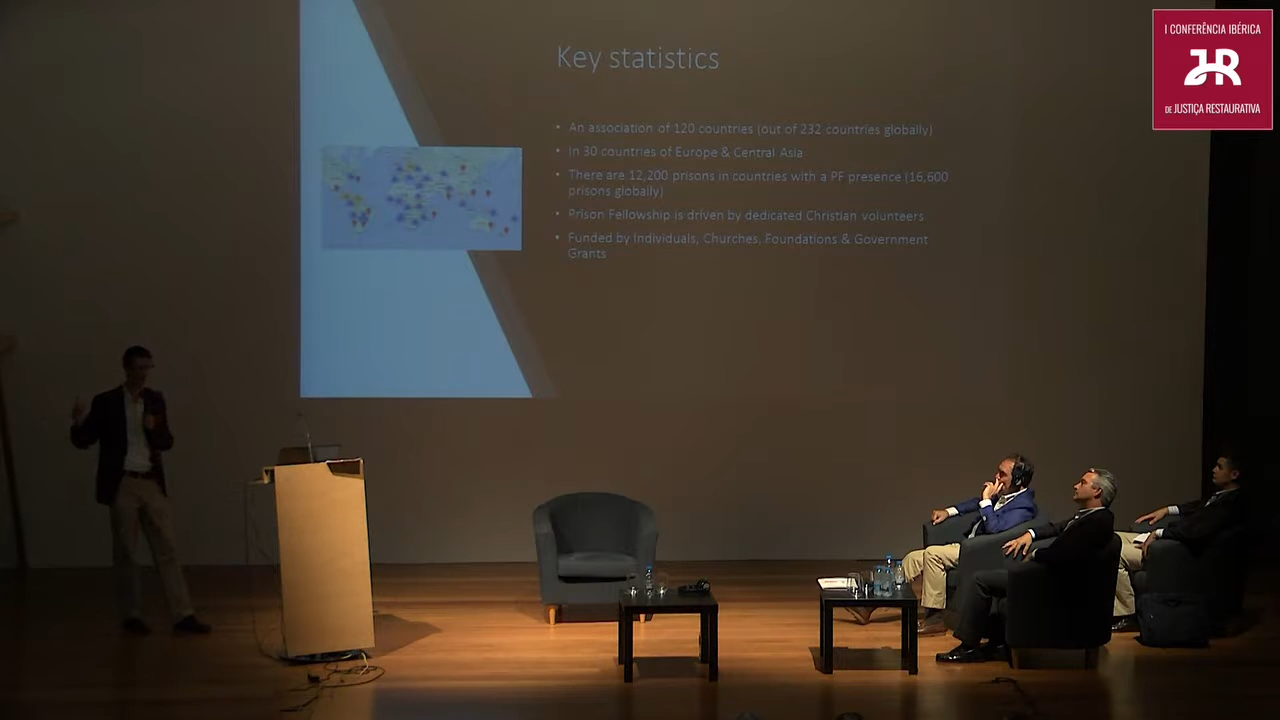 Key statistics
• An association of 120 countries (out of 232 countries globally)
• In 30 countries of Europe & Central Asia
• There are 12,200 prisons in countries with a PF presence (16,600
prisons globally)
• Prison Fellowship is driven by dedicated Christian volunteers
• Funded by Individuals, Churches, Foundations & Government
Grants
I CONFERÊNCIA IBÉRICA
JR
DE JUSTIÇA RESTAURATIVA